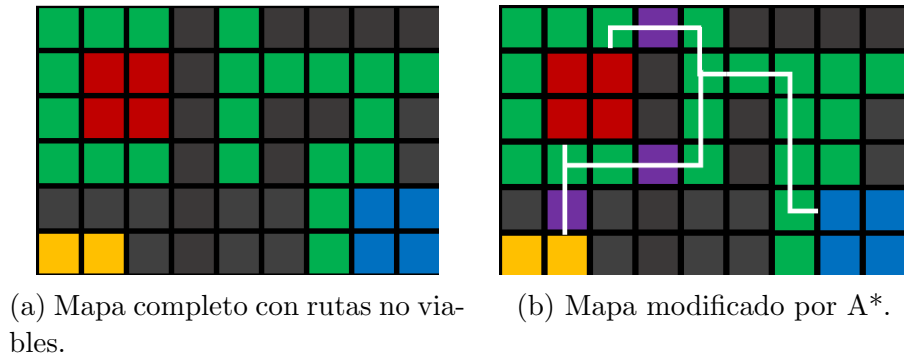 (a) Mapa completo con rutas no via-
bles.
(b) Mapa modificado por A*.